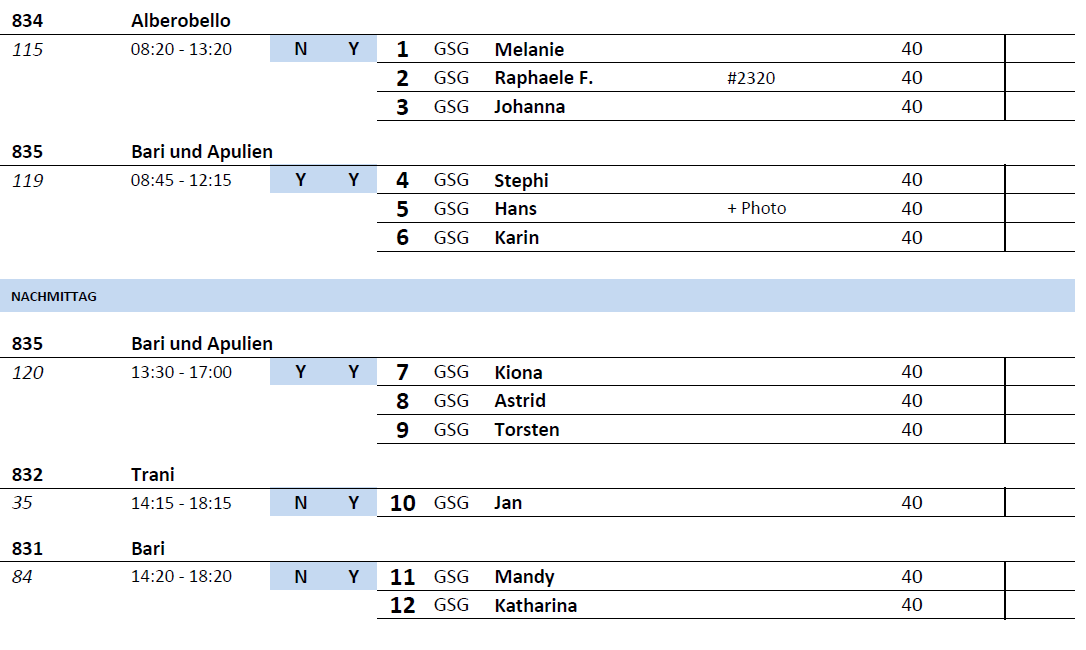 834 Alberobello
115 08:20 - 13:20 N Y 1 GSG Melanie 40
2 GSG Raphaele F. #2320 40
3 GSG Johanna 40
835 Bari und Apulien
119 08:45 - 12:15 Y Y 4 GSG Stephi 40
5 GSG Hans + Photo 40
6 GSG Karin 40
NACHMITTAG
835 Bari und Apulien
120 13:30 - 17:00 Y Y 7 GSG Kiona 40
8 GSG Astrid 40
9 GSG Torsten 40
832 Trani
35 14:15 - 18:15 N Y 10 GSG Jan 40
831 Bari
84 14:20 - 18:20 N Y 11 GSG Mandy 40
12 GSG Katharina 40